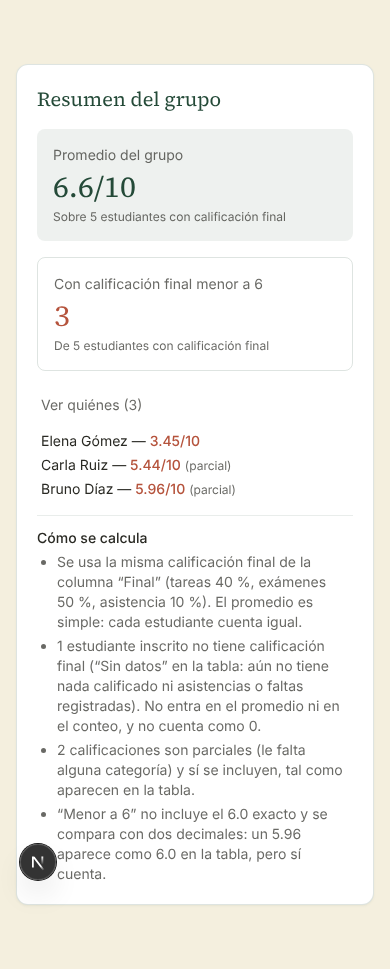 Resumen del grupo
Promedio del grupo
6.6/10
Sobre 5 estudiantes con calificación final
Con calificación final menor a 6
3
De 5 estudiantes con calificación final
Ver quiénes (3)
Elena Gómez — 3.45/10
Carla Ruiz — 5.44/10 (parcial)
Bruno Díaz — 5.96/10 (parcial)
Cómo se calcula
• Se usa la misma calificación final de la
columna “Final” (tareas 40 %, exámenes
50 %, asistencia 10 %). El promedio es
simple: cada estudiante cuenta igual.
• 1 estudiante inscrito no tiene calificación
final (“Sin datos” en la tabla: aún no tiene
nada calificado ni asistencias o faltas
registradas). No entra en el promedio ni en
el conteo, y no cuenta como 0.
• 2 calificaciones son parciales (le falta
alguna categoría) y sí se incluyen, tal como
aparecen en la tabla.
• “Menor a 6” no incluye el 6.0 exacto y se
compara con dos decimales: un 5.96
aparece como 6.0 en la tabla, pero sí
cuenta.
N